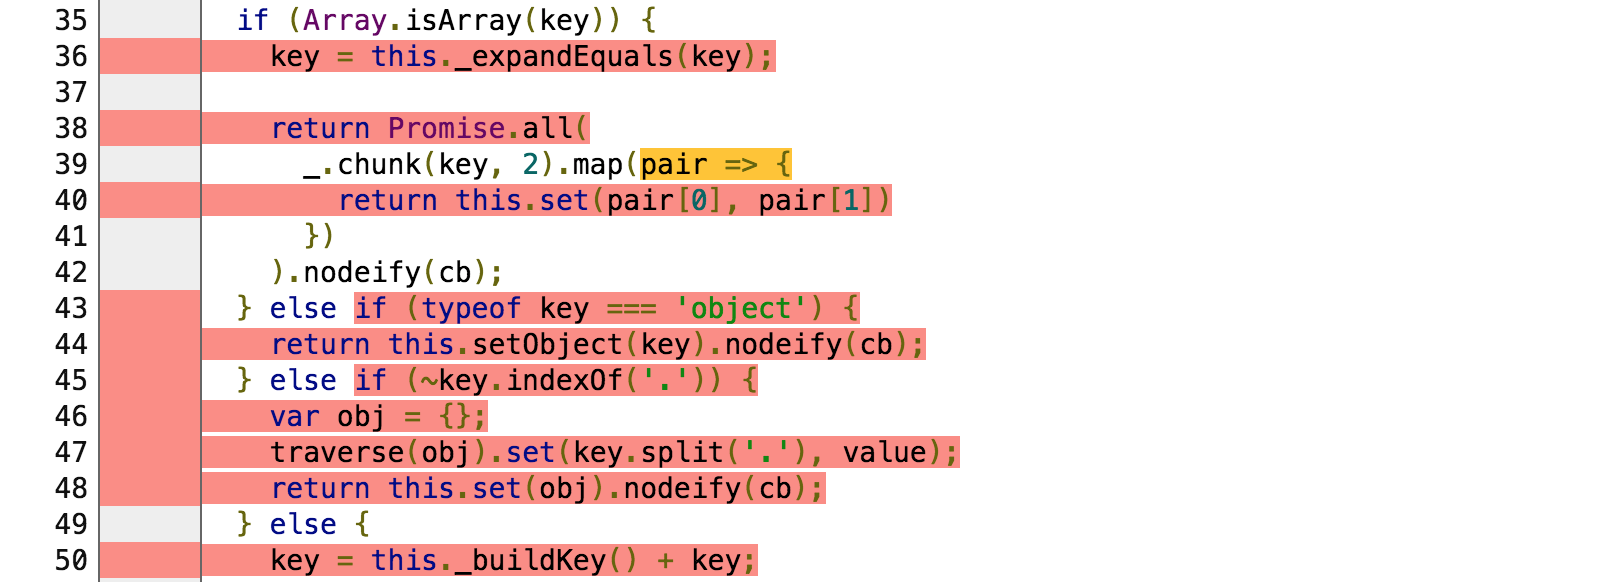 35 if (Array.isArray(key)) {
36 key = this._expandEquals(key);
37
38 return Promise.all(
39 _.chunk(key, 2).map(pair => {
40 return this.set(pair[0], pair[1])
41 })
42 ).nodeify(cb);
43 } else if (typeof key === 'object') {
44 return this.setObject(key).nodeify(cb);
45 } else if (~key.indexOf('.')) {
46 var obj = {};
47 traverse(obj).set(key.split('.'), value);
48 return this.set(obj).nodeify(cb);
49 } else {
50 key = this._buildKey() + key;